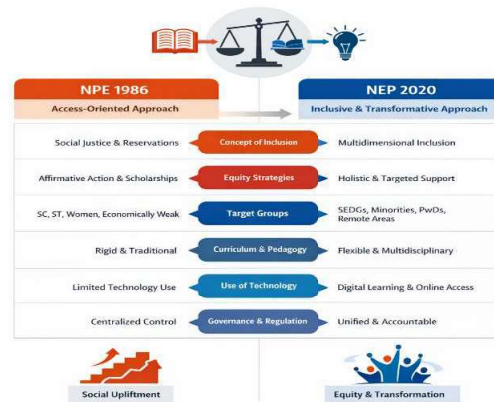 NPE 1986
NEP 2020
Access-Oriented Approach
Inclusive & Transformative Approach
Social Justice & Reservations
Concept of Inclusion
Multidimensional Inclusion
Affirmative Action & Scholarships
Equity Strategies
Holistic & Targeted Support
SC, ST, Women, Economically Weak
Target Groups
SEDGs, Minorities, PwDs,
Remote Areas
Rigid & Traditional
Curriculum & Pedagogy
Flexible & Multidisciplinary
Limited Technology Use
Use of Technology
Digital Learning & Online Access
Centralized Control
Governance & Regulation
Unified & Accountable
Social Upliftment
Equity & Transformation